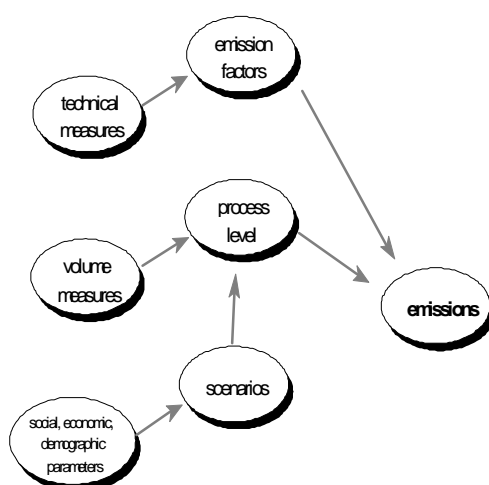 emission
factors
technical
measures
process
level
volume
measures
emissions
scenarios
social, economic,
demographic
parameters